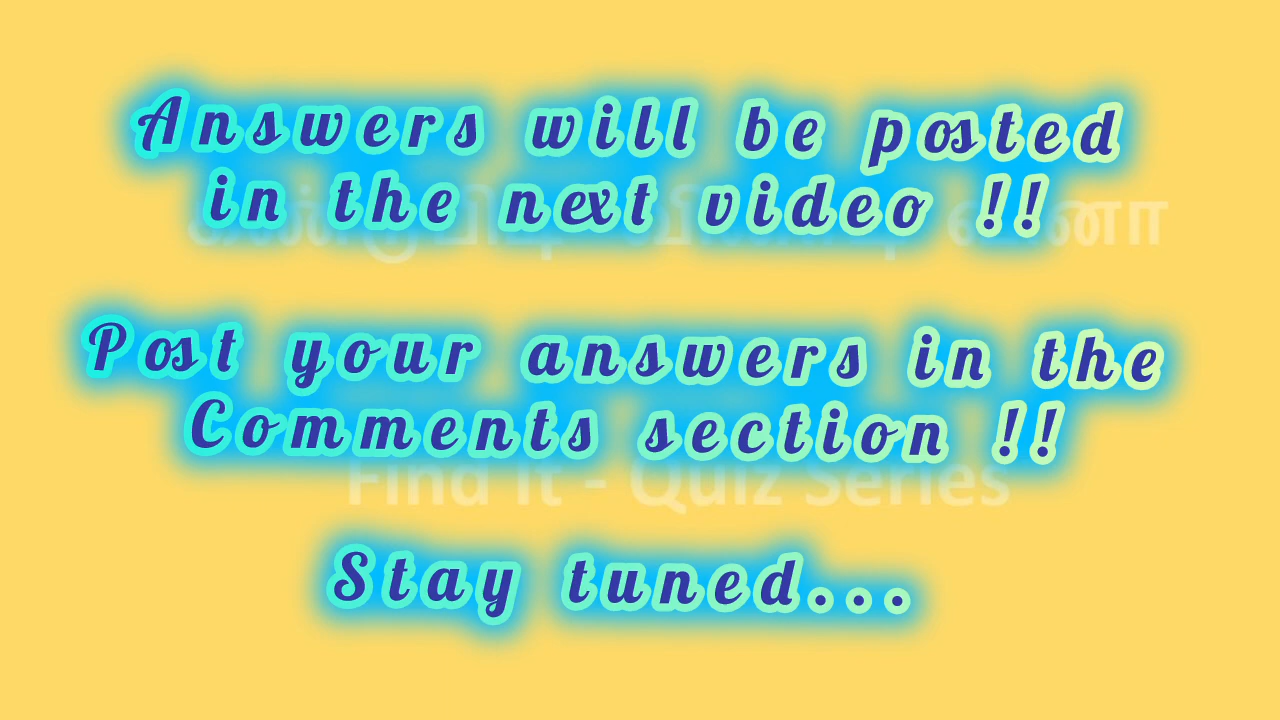 Answers will be posted
in the next video !!
Post your answers in the
Comments section !!
Find it - Quiz Series
Stay tuned...